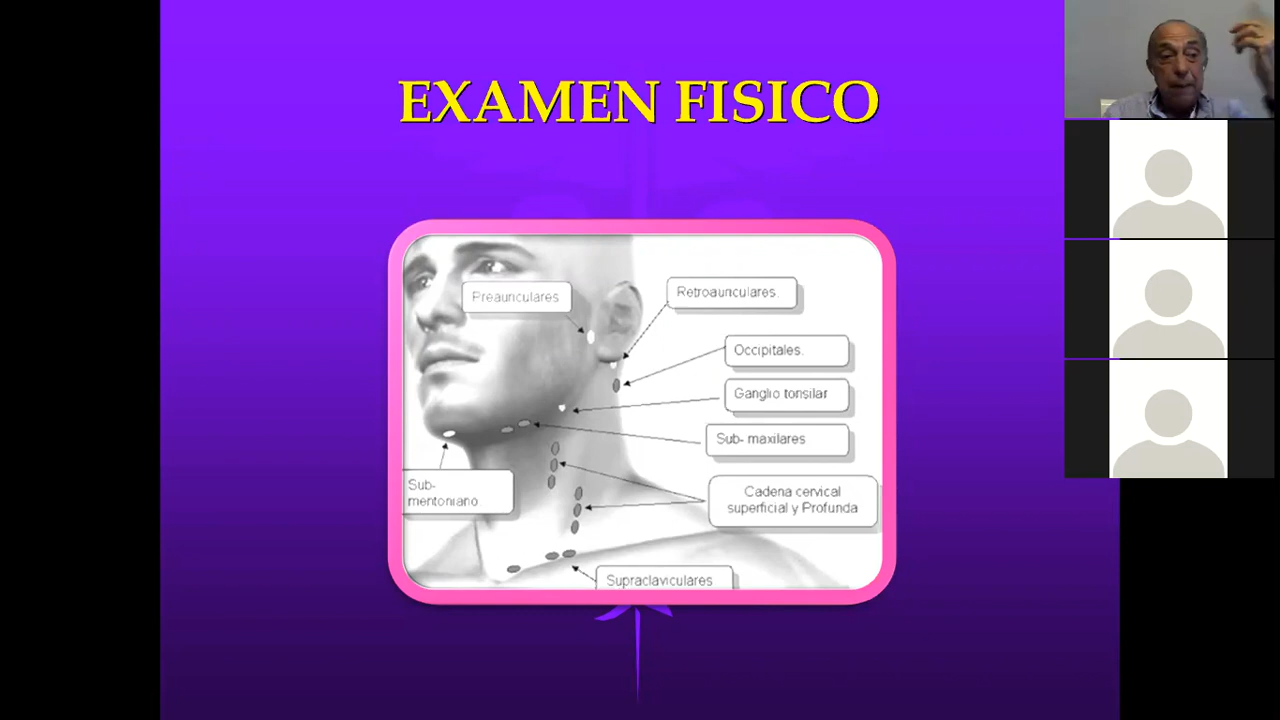 EXAMEN FISICO
Preauriculares
Retroauriculares.
Occipitales.
Ganglio tonsilar
Sub- maxilares
Sub-
mentoniano
Cadena cervical
superficial y Profunda
Supraclaviculares